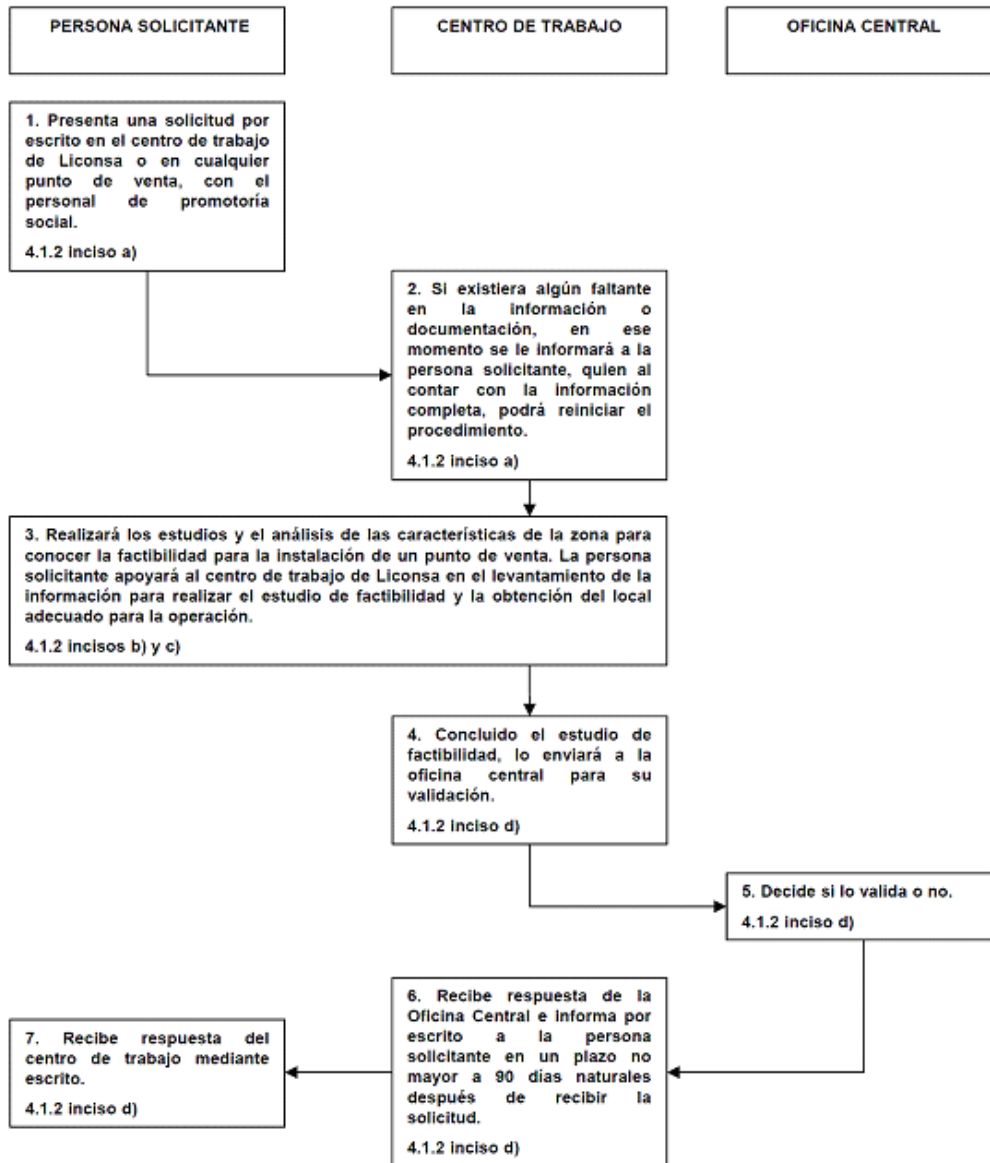 PERSONA SOLICITANTE
CENTRO DE TRABAJO
OFICINA CENTRAL
1. Presenta una solicitud por
escrito en el centro de trabajo
de Liconsa o en cualquier
punto de venta, con el
personal de promotoría
social.
4.1.2 inciso a)
2. Si existiera algún faltante
en la información o
documentación, en ese
momento se le informará a la
persona solicitante, quien al
contar con la información
completa, podrá reiniciar el
procedimiento.
4.1.2 inciso a)
3. Realizará los estudios y el análisis de las características de la zona para
conocer la factibilidad para la instalación de un punto de venta. La persona
solicitante apoyará al centro de trabajo de Liconsa en el levantamiento de la
información para realizar el estudio de factibilidad y la obtención del local
adecuado para la operación.
4.1.2 incisos b) y c)
4. Concluido el estudio de
factibilidad, lo enviará a la
oficina central para su
validación.
4.1.2 inciso d)
5. Decide si lo valida o no.
4.1.2 inciso d)
6. Recibe respuesta de la
Oficina Central e informa por
escrito a la persona
solicitante en un plazo no
mayor a 90 días naturales
después de recibir la
solicitud.
4.1.2 inciso d)
7. Recibe respuesta del
centro de trabajo mediante
escrito.
4.1.2 inciso d)